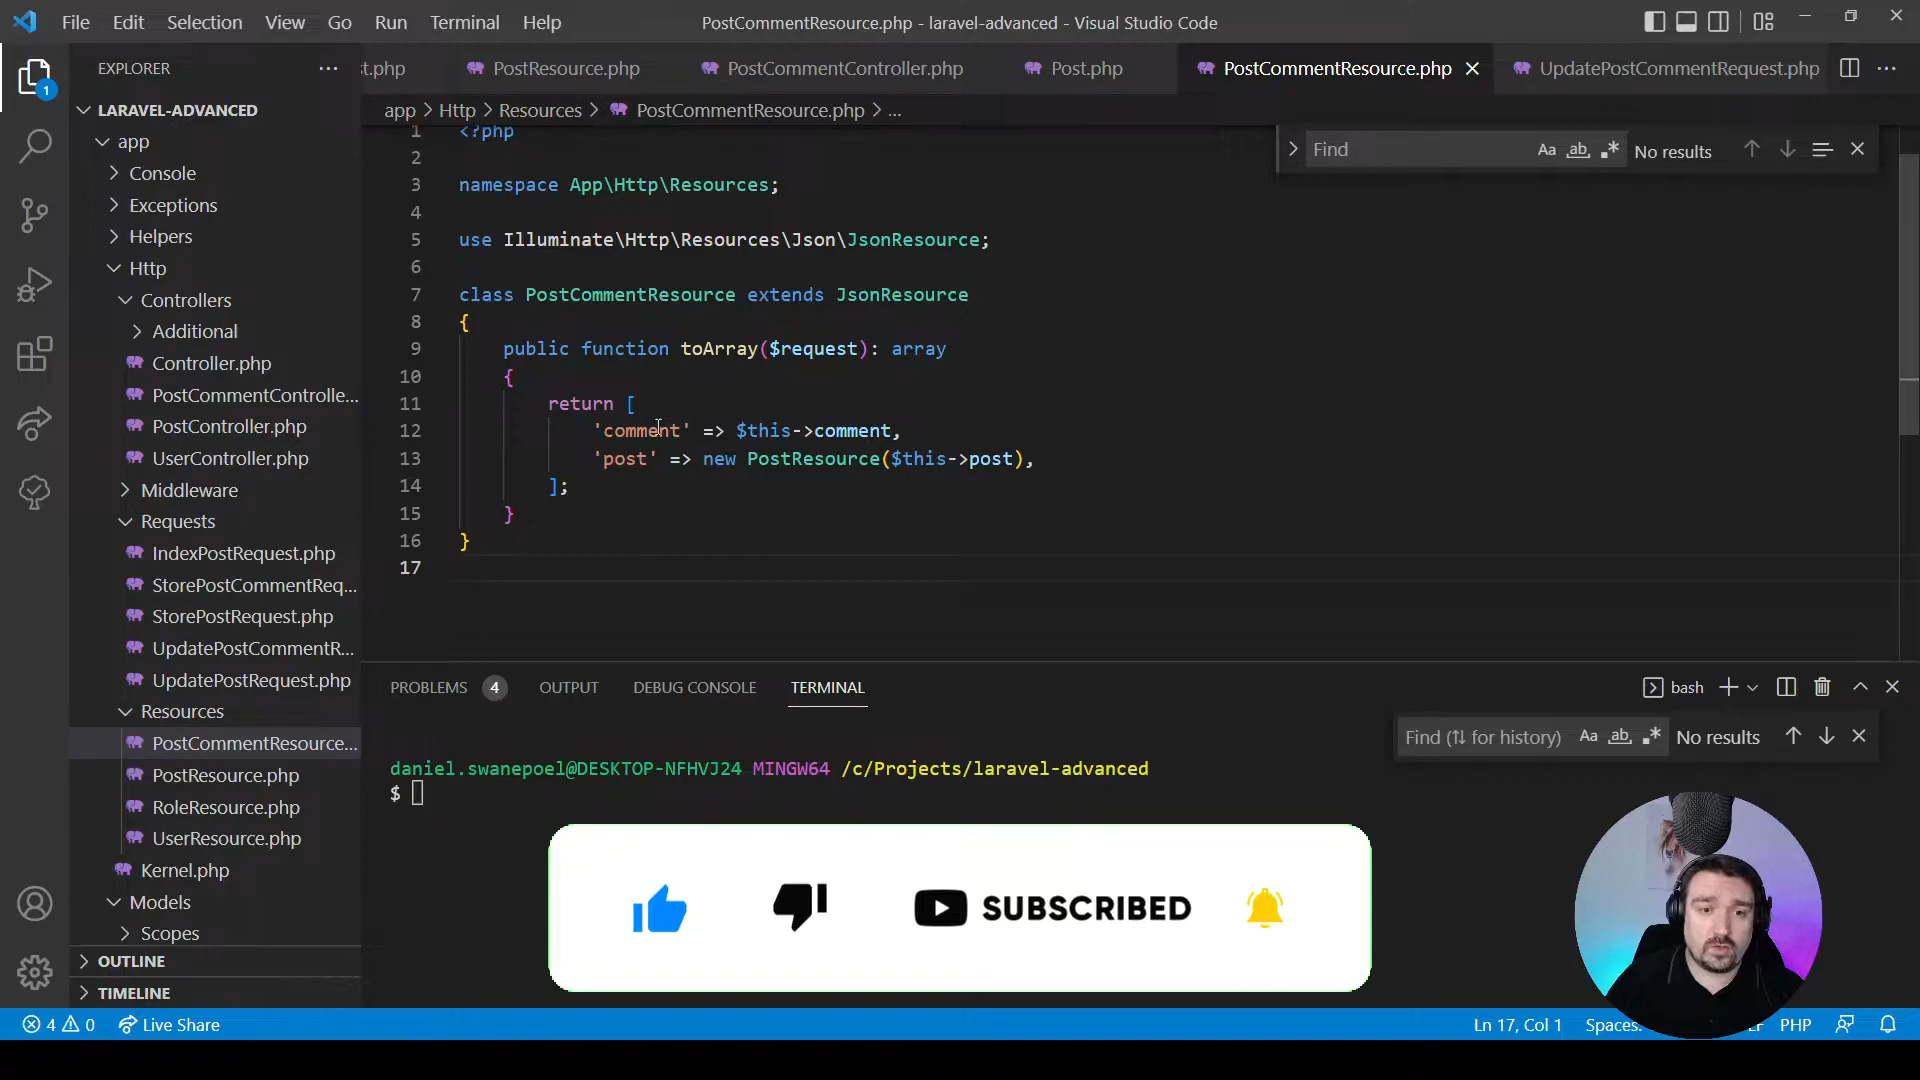 File Edit Selection View Go Run Terminal Help
PostCommentResource.php - laravel-advanced - Visual Studio Code
EXPLORER
1
LARAVEL-ADVANCED
app
Console
Exceptions
Helpers
Http
Controllers
Additional
Controller.php
PostCommentControlle...
PostController.php
UserController.php
Middleware
Requests
IndexPostRequest.php
StorePostCommentReq...
StorePostRequest.php
UpdatePostCommentR...
UpdatePostRequest.php
Resources
PostCommentResource...
PostResource.php
RoleResource.php
UserResource.php
Kernel.php
Models
Scopes
OUTLINE
TIMELINE
t.php PostResource.php PostCommentController.php Post.php PostCommentResource.php UpdatePostCommentRequest.php
app > Http > Resources > PostCommentResource.php > ...
Find Aa ab No results
1 <?php
2
3 namespace App\Http\Resources;
4
5 use Illuminate\Http\Resources\Json\JsonResource;
6
7 class PostCommentResource extends JsonResource
8 {
9 public function toArray($request): array
10 {
11 return [
12 'comment' => $this->comment,
13 'post' => new PostResource($this->post),
14 ];
15 }
16 }
17
PROBLEMS 4 OUTPUT DEBUG CONSOLE TERMINAL
bash
Find (⇅ for history) Aa ab No results
daniel.swanepoel@DESKTOP-NFHVJ24 MINGW64 /c/Projects/laravel-advanced
$
SUBSCRIBED
4 0 Live Share
Ln 17, Col 1 Spaces: PHP